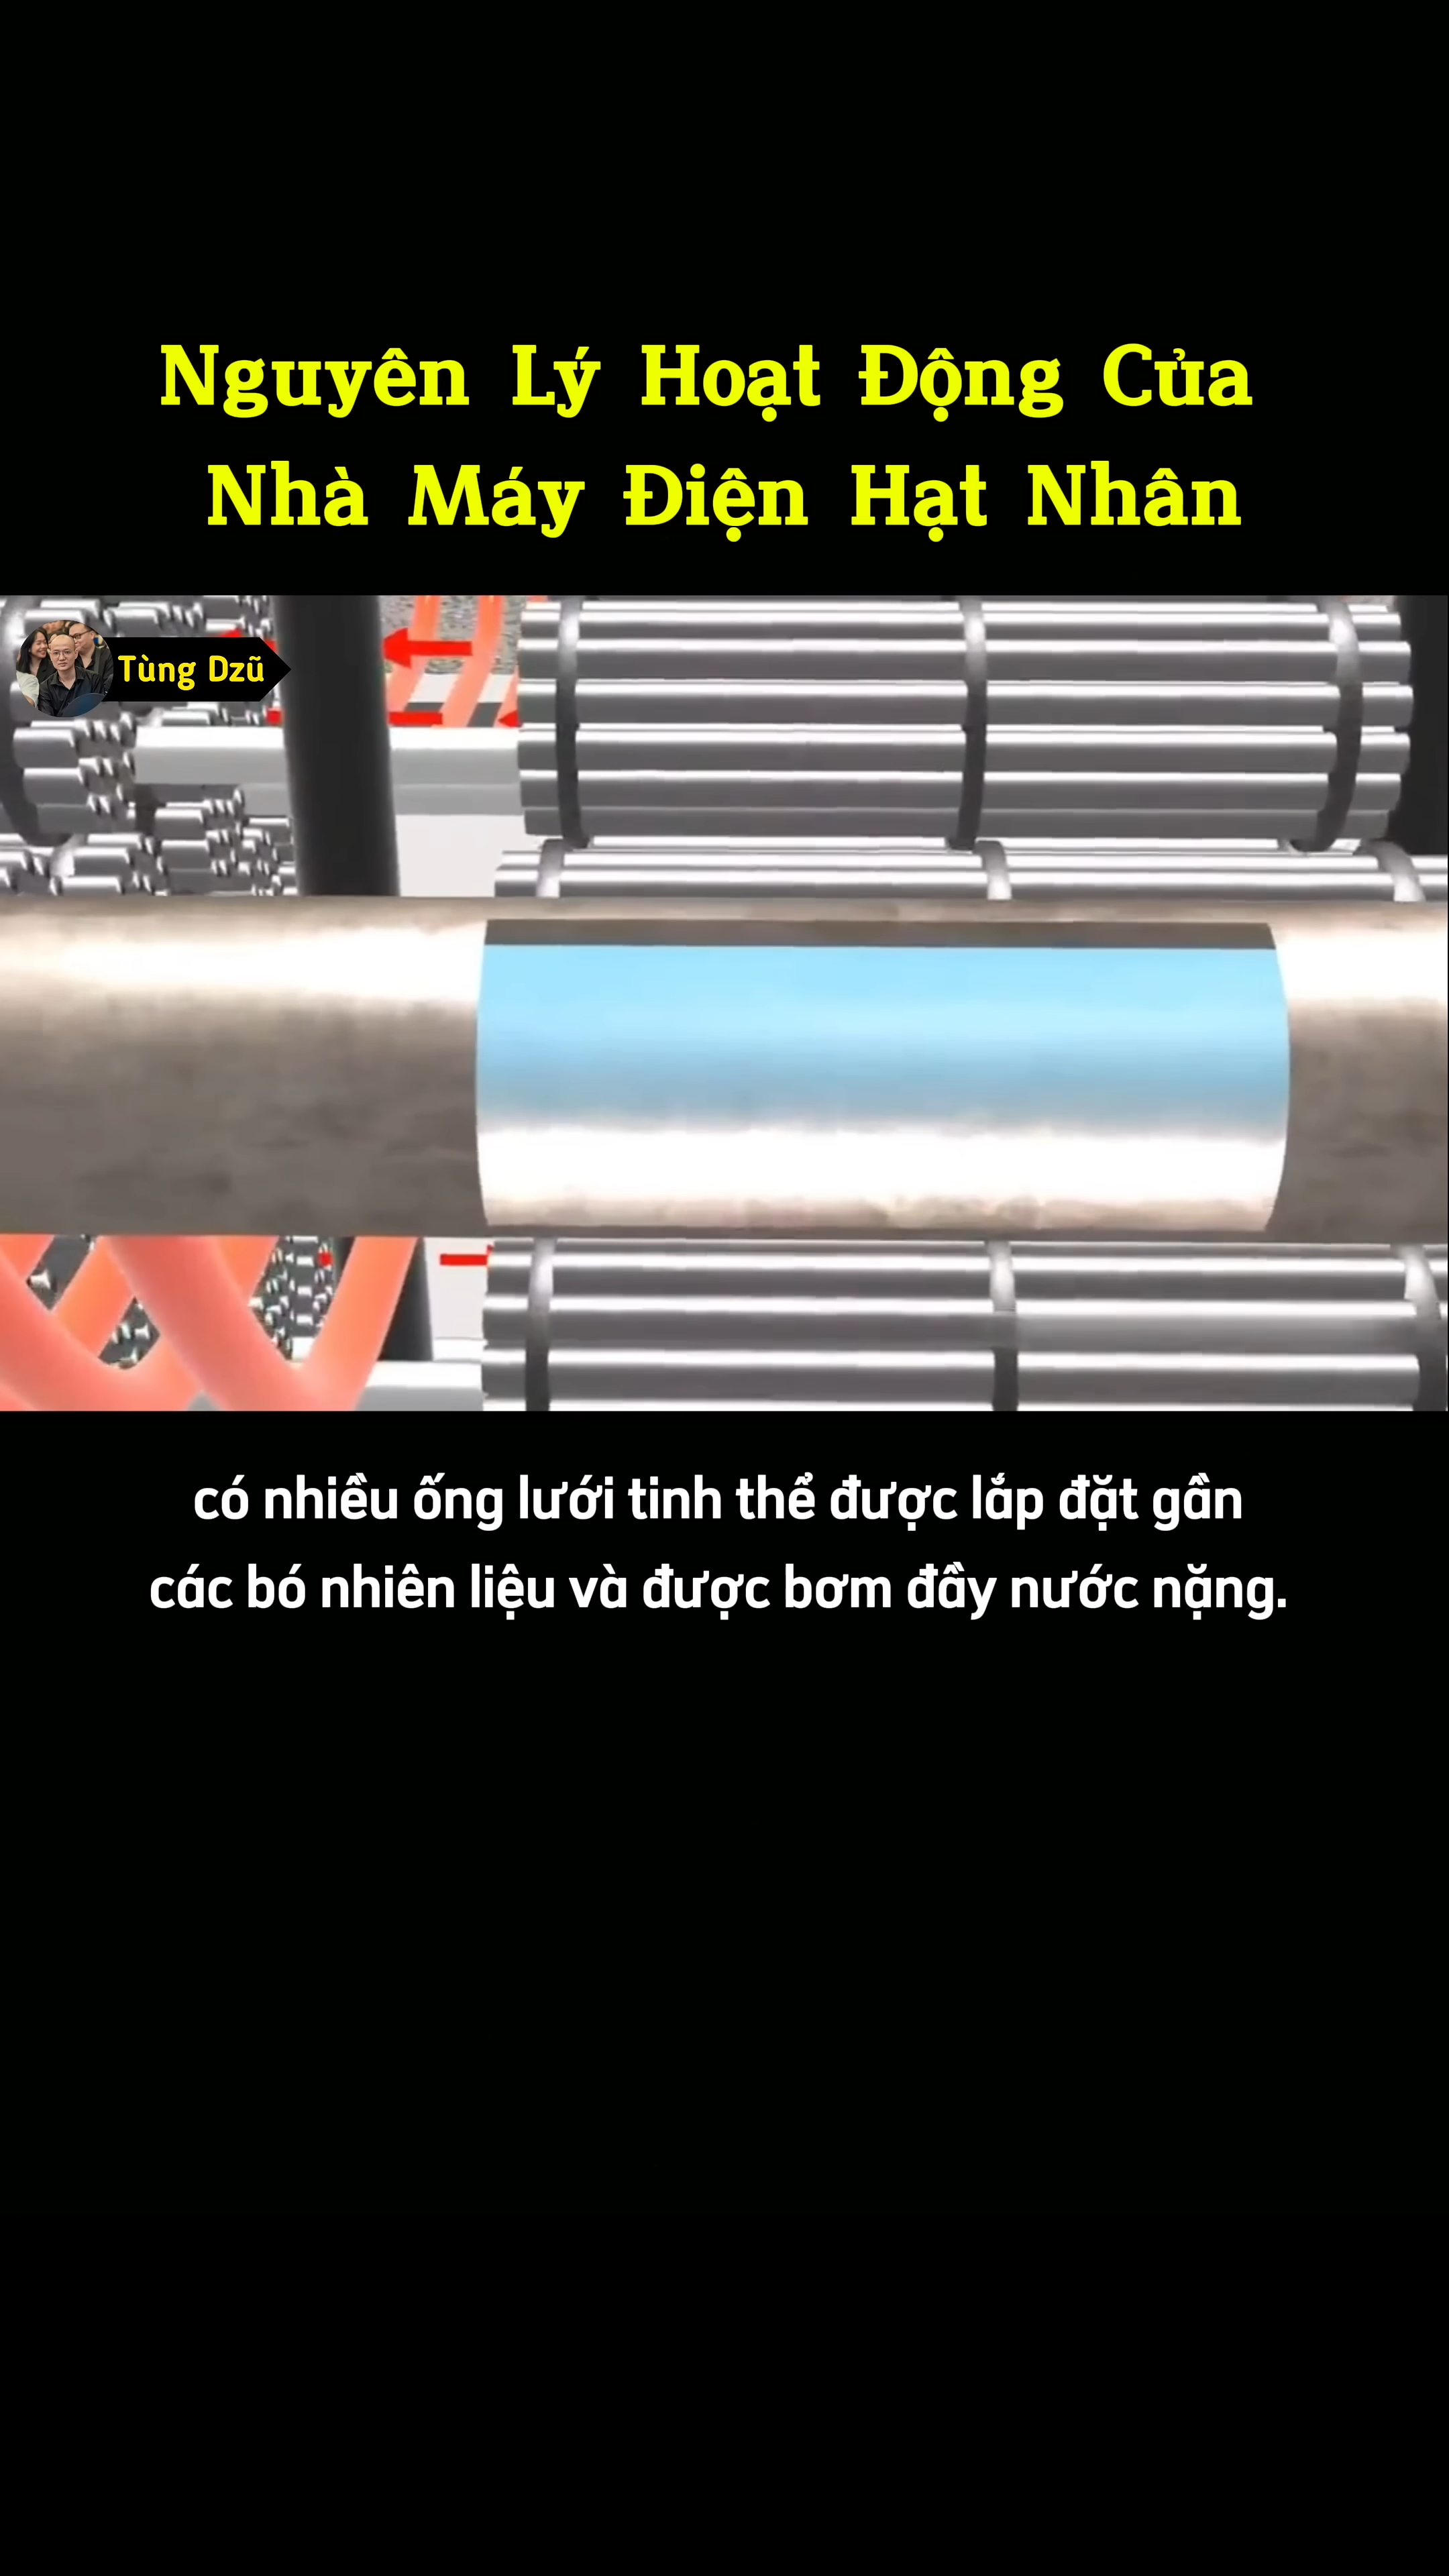 Nguyên Lý Hoạt Động Của
Nhà Máy Điện Hạt Nhân
Tùng Dzũ
có nhiều ống lưới tinh thể được lắp đặt gần
các bó nhiên liệu và được bơm đầy nước nặng.